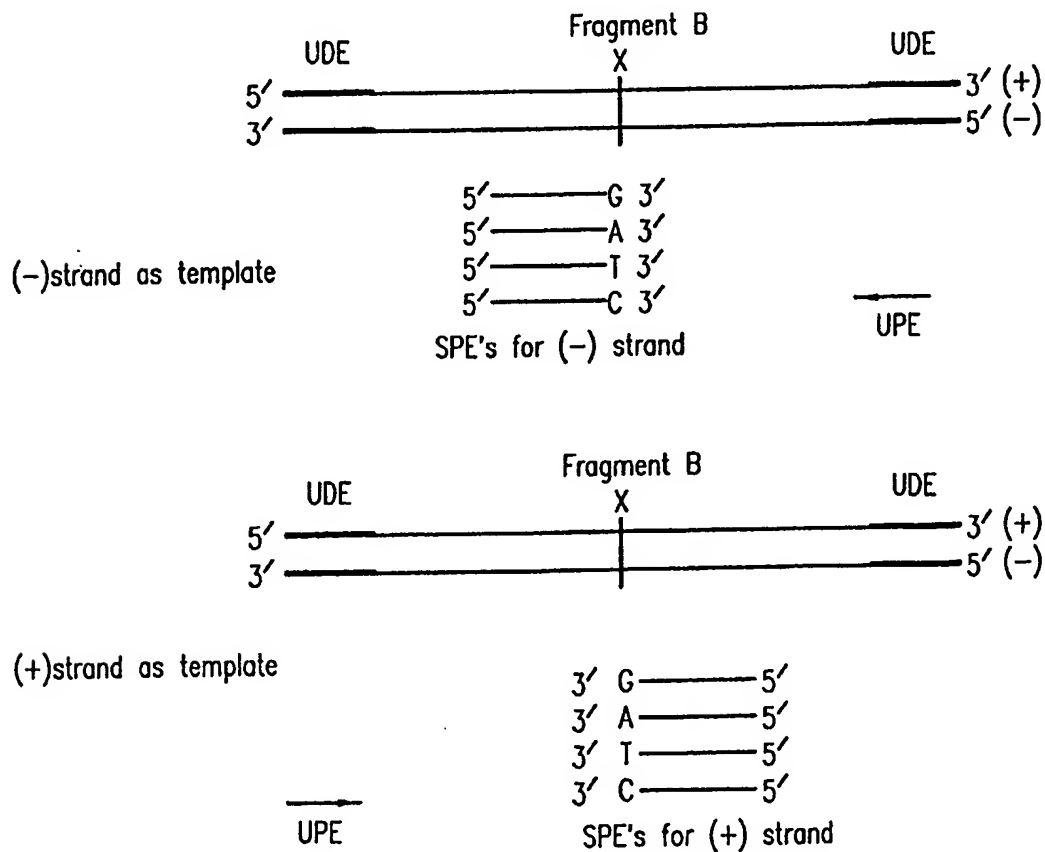 Fragment B
UDE X UDE
5′ 3′ (+)
3′ 5′ (-)
5′ G 3′
5′ A 3′
(-)strand as template 5′ T 3′
5′ C 3′
UPE
SPE's for (-) strand
Fragment B
UDE X UDE
5′ 3′ (+)
3′ 5′ (-)
(+)strand as template
3′ G 5′
3′ A 5′
3′ T 5′
3′ C 5′
UPE SPE's for (+) strand